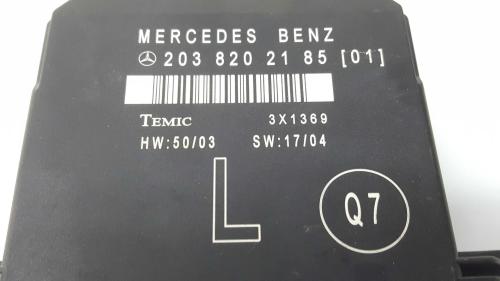 MERCEDES BENZ
203 820 21 85 [01]
TEMIC 3X1369
HW:50/03 SW:17/04
L Q7